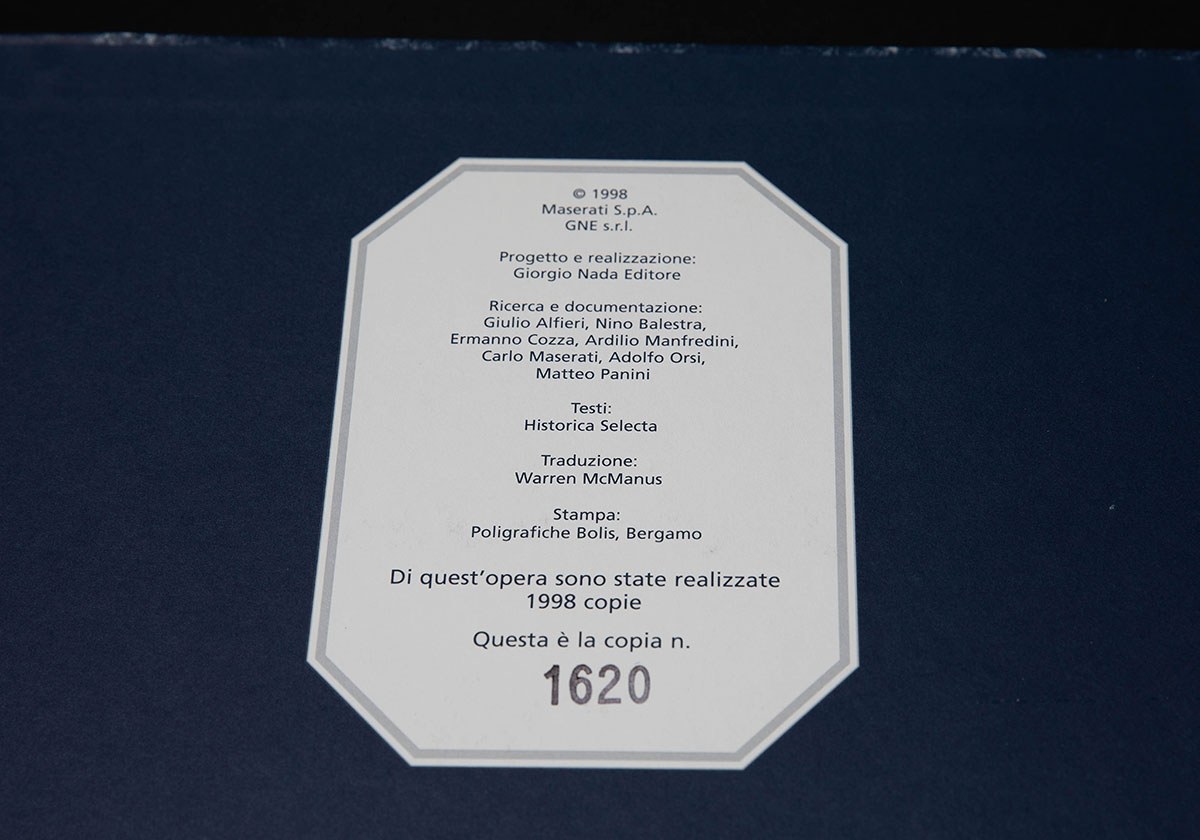 © 1998
Maserati S.p.A.
GNE s.r.l.
Progetto e realizzazione:
Giorgio Nada Editore
Ricerca e documentazione:
Giulio Alfieri, Nino Balestra,
Ermanno Cozza, Ardilio Manfredini,
Carlo Maserati, Adolfo Orsi,
Matteo Panini
Testi:
Historica Selecta
Traduzione:
Warren McManus
Stampa:
Poligrafiche Bolis, Bergamo
Di quest'opera sono state realizzate
1998 copie
Questa è la copia n.
1620